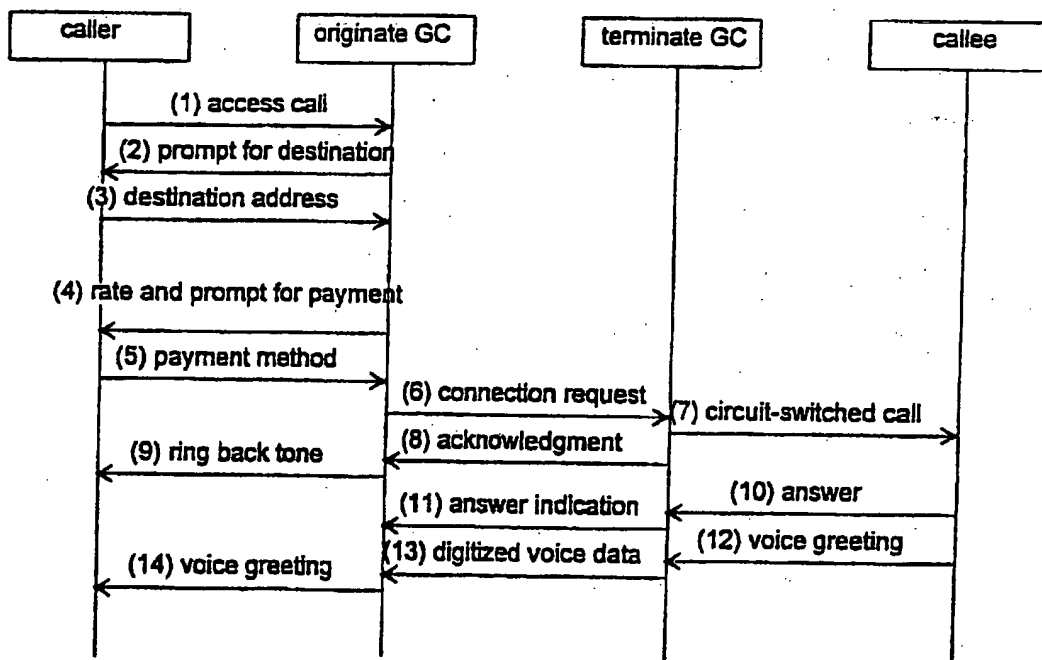 caller
originate GC
terminate GC
callee
(1) access call
(2) prompt for destination
(3) destination address
(4) rate and prompt for payment
(5) payment method
(6) connection request
(7) circuit-switched call
(8) acknowledgment
(9) ring back tone
(10) answer
(11) answer indication
(12) voice greeting
(13) digitized voice data
(14) voice greeting